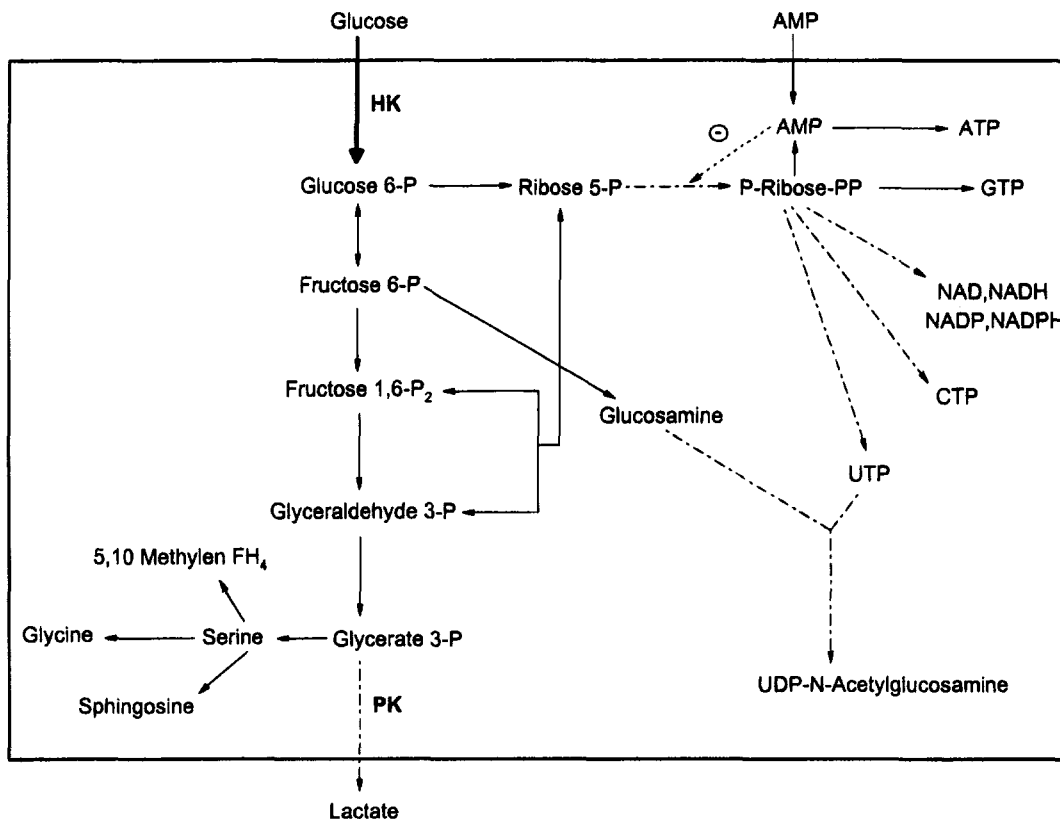 Glucose
AMP
HK
⊖
AMP
ATP
Glucose 6-P
Ribose 5-P
P-Ribose-PP
GTP
Fructose 6-P
NAD,NADH
NADP,NADPH
Fructose 1,6-P₂
CTP
Glucosamine
UTP
Glyceraldehyde 3-P
5,10 Methylen FH₄
Glycine
Serine
Glycerate 3-P
UDP-N-Acetylglucosamine
Sphingosine
PK
Lactate